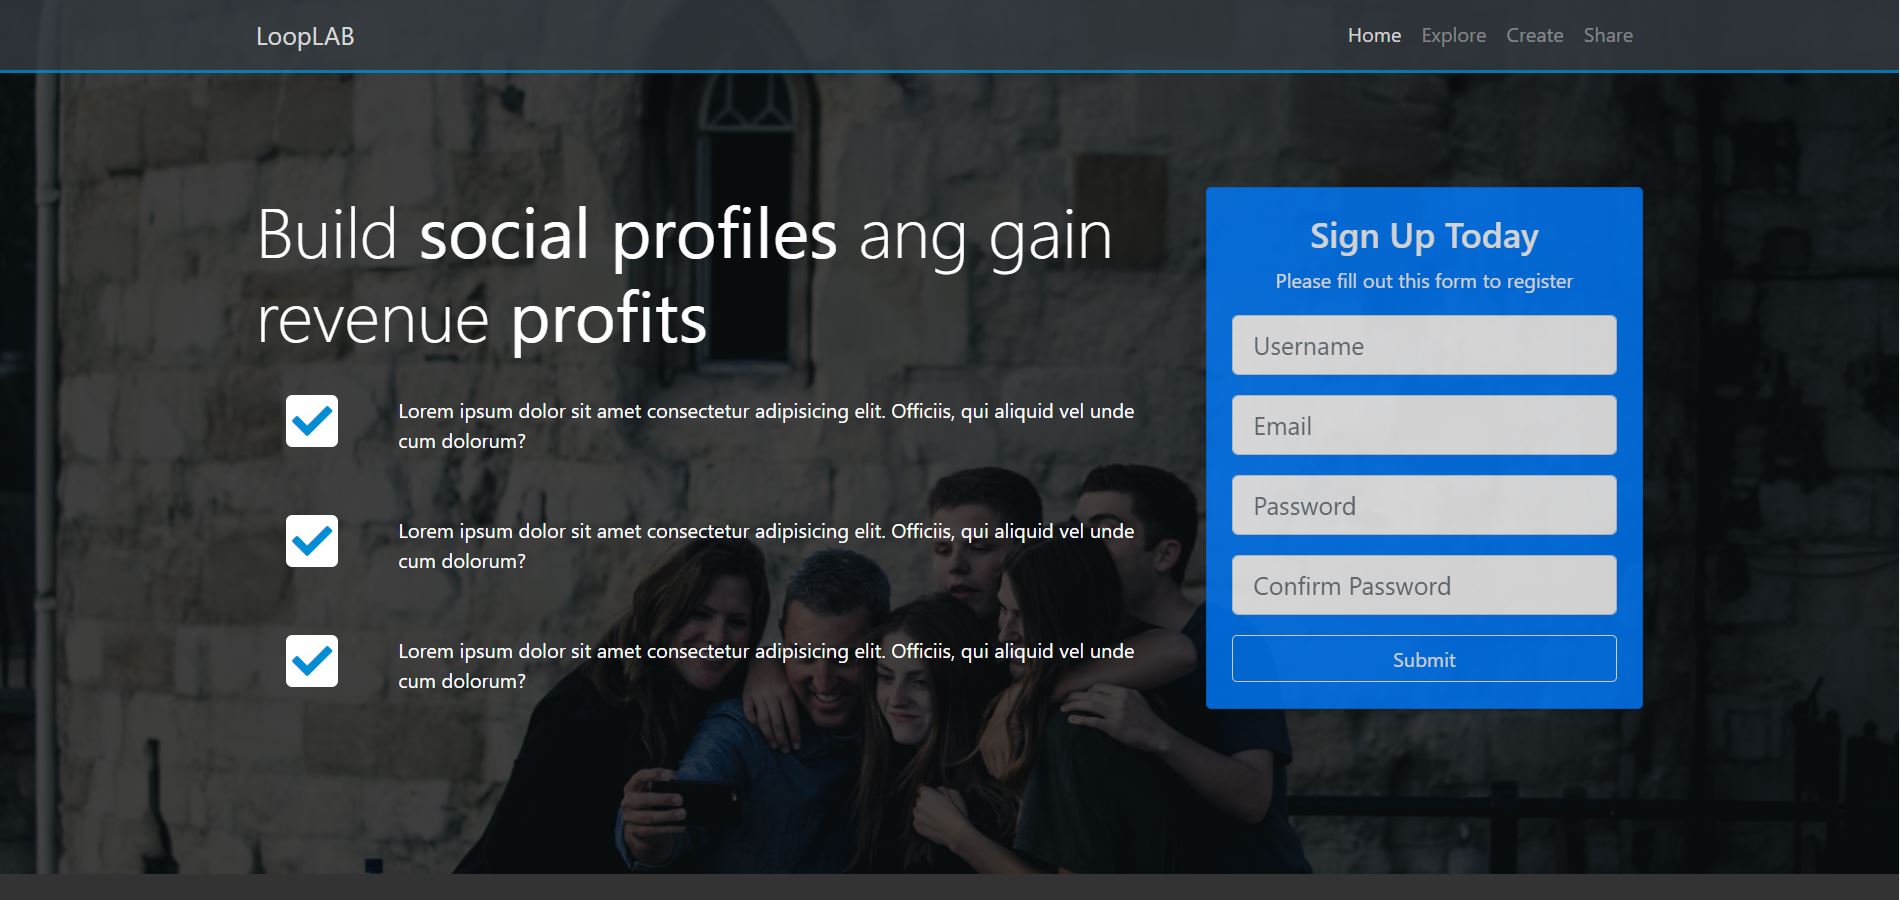 LoopLAB
Home Explore Create Share
Build social profiles ang gain
revenue profits
Lorem ipsum dolor sit amet consectetur adipisicing elit. Officiis, qui aliquid vel unde
cum dolorum?
Lorem ipsum dolor sit amet consectetur adipisicing elit. Officiis, qui aliquid vel unde
cum dolorum?
Lorem ipsum dolor sit amet consectetur adipisicing elit. Officiis, qui aliquid vel unde
cum dolorum?
Sign Up Today
Please fill out this form to register
Username
Email
Password
Confirm Password
Submit